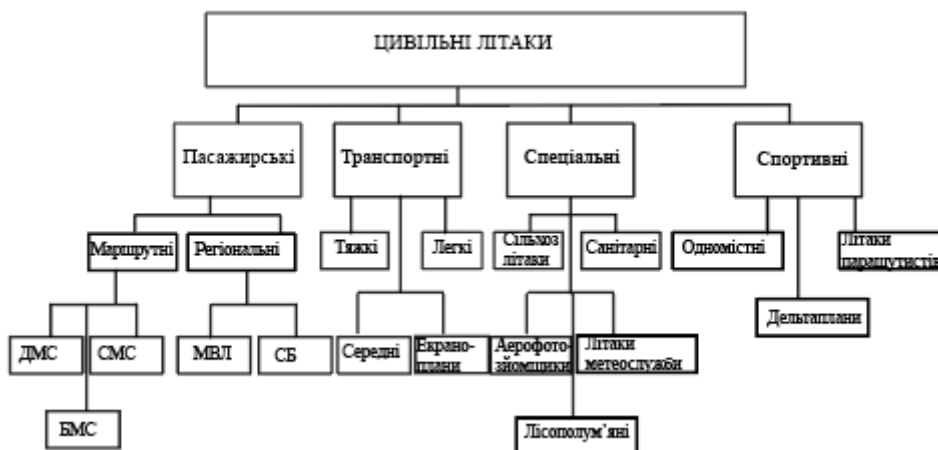 ЦИВІЛЬНІ ЛІТАКИ
Пасажирські
Транспортні
Спеціальні
Спортивні
Маршрутні
Регіональні
Тяжкі
Легкі
Сільхоз
літаки
Санітарні
Одномістні
Літаки
парашутистів
Дельтаплани
ДМС
СМС
МВЛ
СБ
Середні
Екрано-
плани
Аерофото-
зйомщики
Літаки
метеослужби
БМС
Лісополум’яні